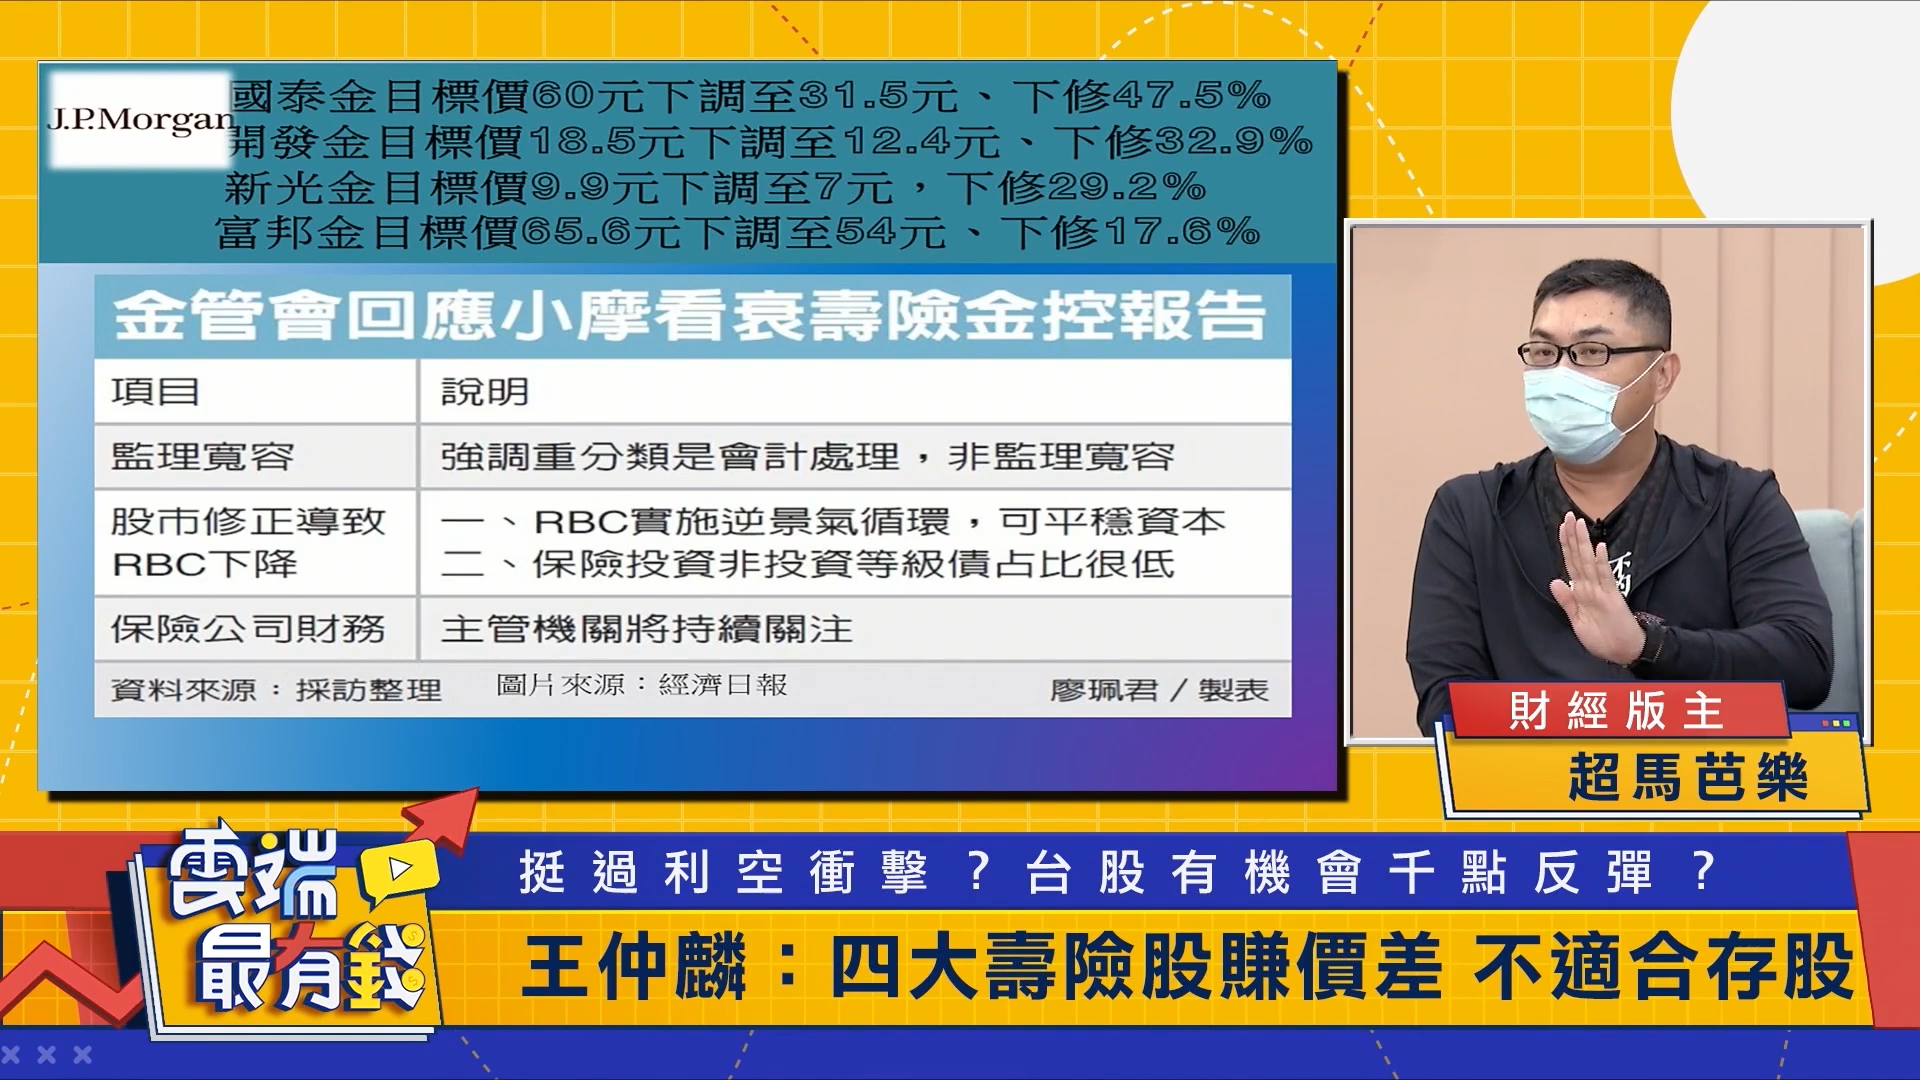 J.P.Morgan
國泰金目標價60元下調至31.5元、下修47.5%
開發金目標價18.5元下調至12.4元、下修32.9%
新光金目標價9.9元下調至7元，下修29.2%
富邦金目標價65.6元下調至54元、下修17.6%
金管會回應小摩看衰壽險金控報告
項目 說明
監理寬容 強調重分類是會計處理，非監理寬容
股市修正導致RBC下降 一、RBC實施逆景氣循環，可平穩資本
二、保險投資非投資等級債占比很低
保險公司財務 主管機關將持續關注
資料來源：採訪整理 圖片來源：經濟日報 廖珮君／製表
財經版主
超馬芭樂
雲端
最有錢
挺過利空衝擊？台股有機會千點反彈？
王仲麟：四大壽險股賺價差 不適合存股